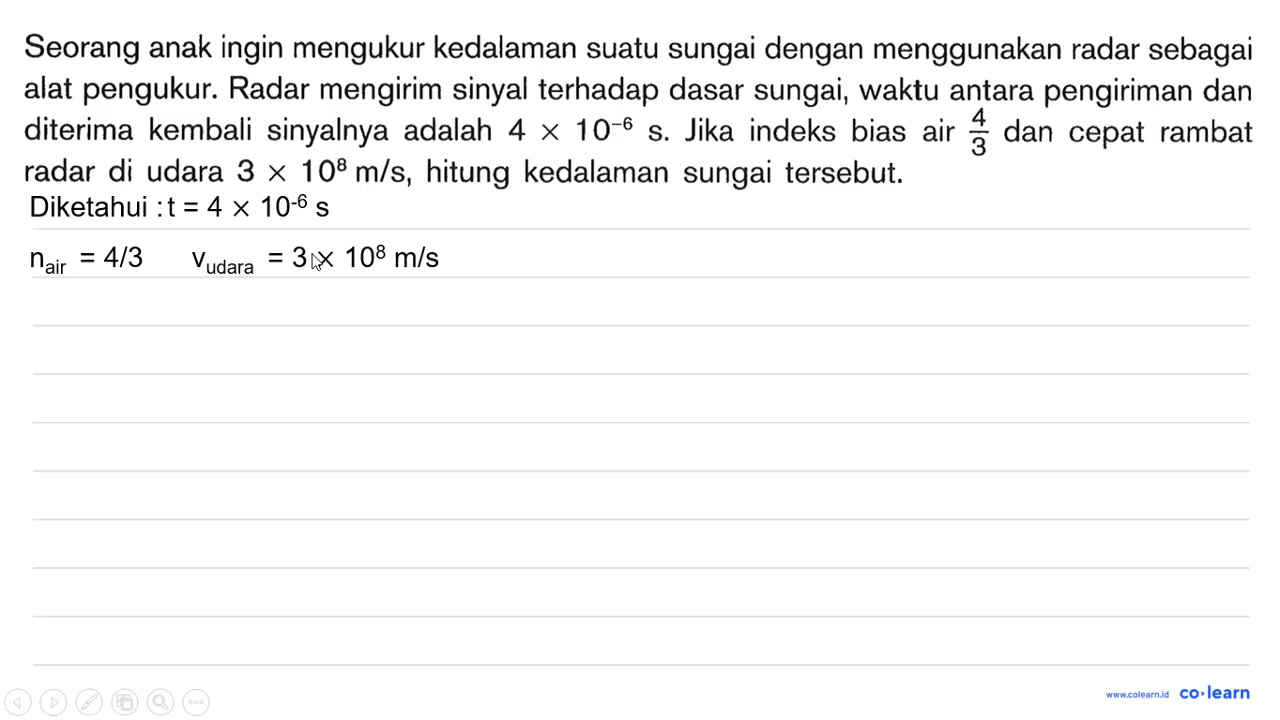 Seorang anak ingin mengukur kedalaman suatu sungai dengan menggunakan radar sebagai
alat pengukur. Radar mengirim sinyal terhadap dasar sungai, waktu antara pengiriman dan
diterima kembali sinyalnya adalah 4 × 10⁻⁶ s. Jika indeks bias air 4/3 dan cepat rambat
radar di udara 3 × 10⁸ m/s, hitung kedalaman sungai tersebut.
Diketahui : t = 4 × 10⁻⁶ s
n_air = 4/3 v_udara = 3 × 10⁸ m/s
www.colearn.id co·learn